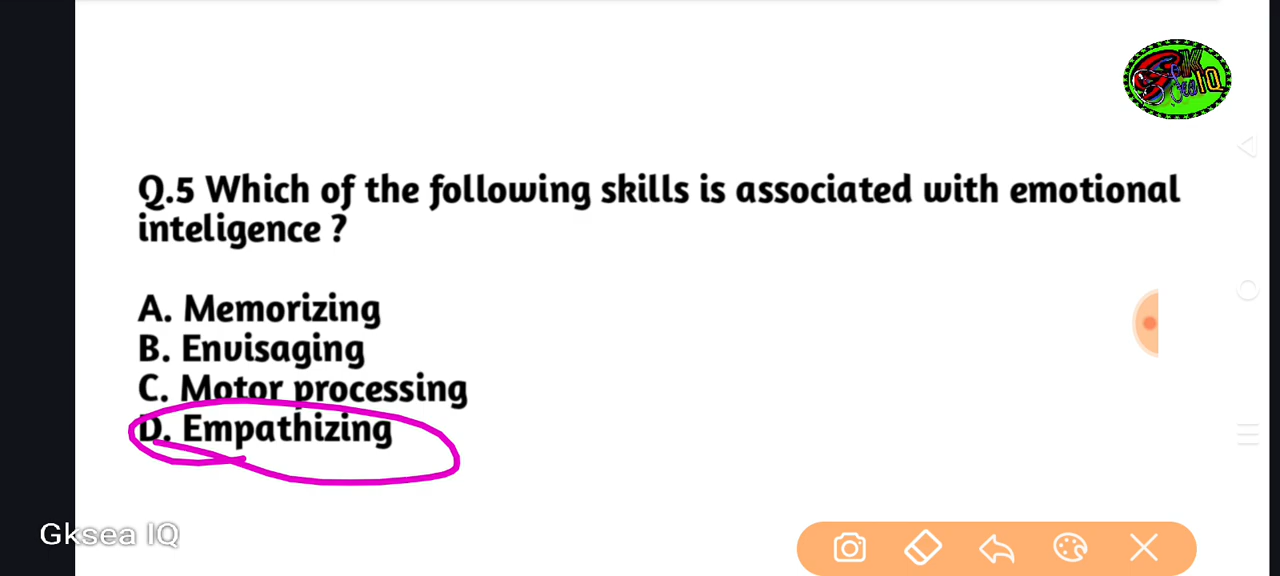 Q.5 Which of the following skills is associated with emotional
inteligence ?
A. Memorizing
B. Envisaging
C. Motor processing
D. Empathizing
Gksea IQ